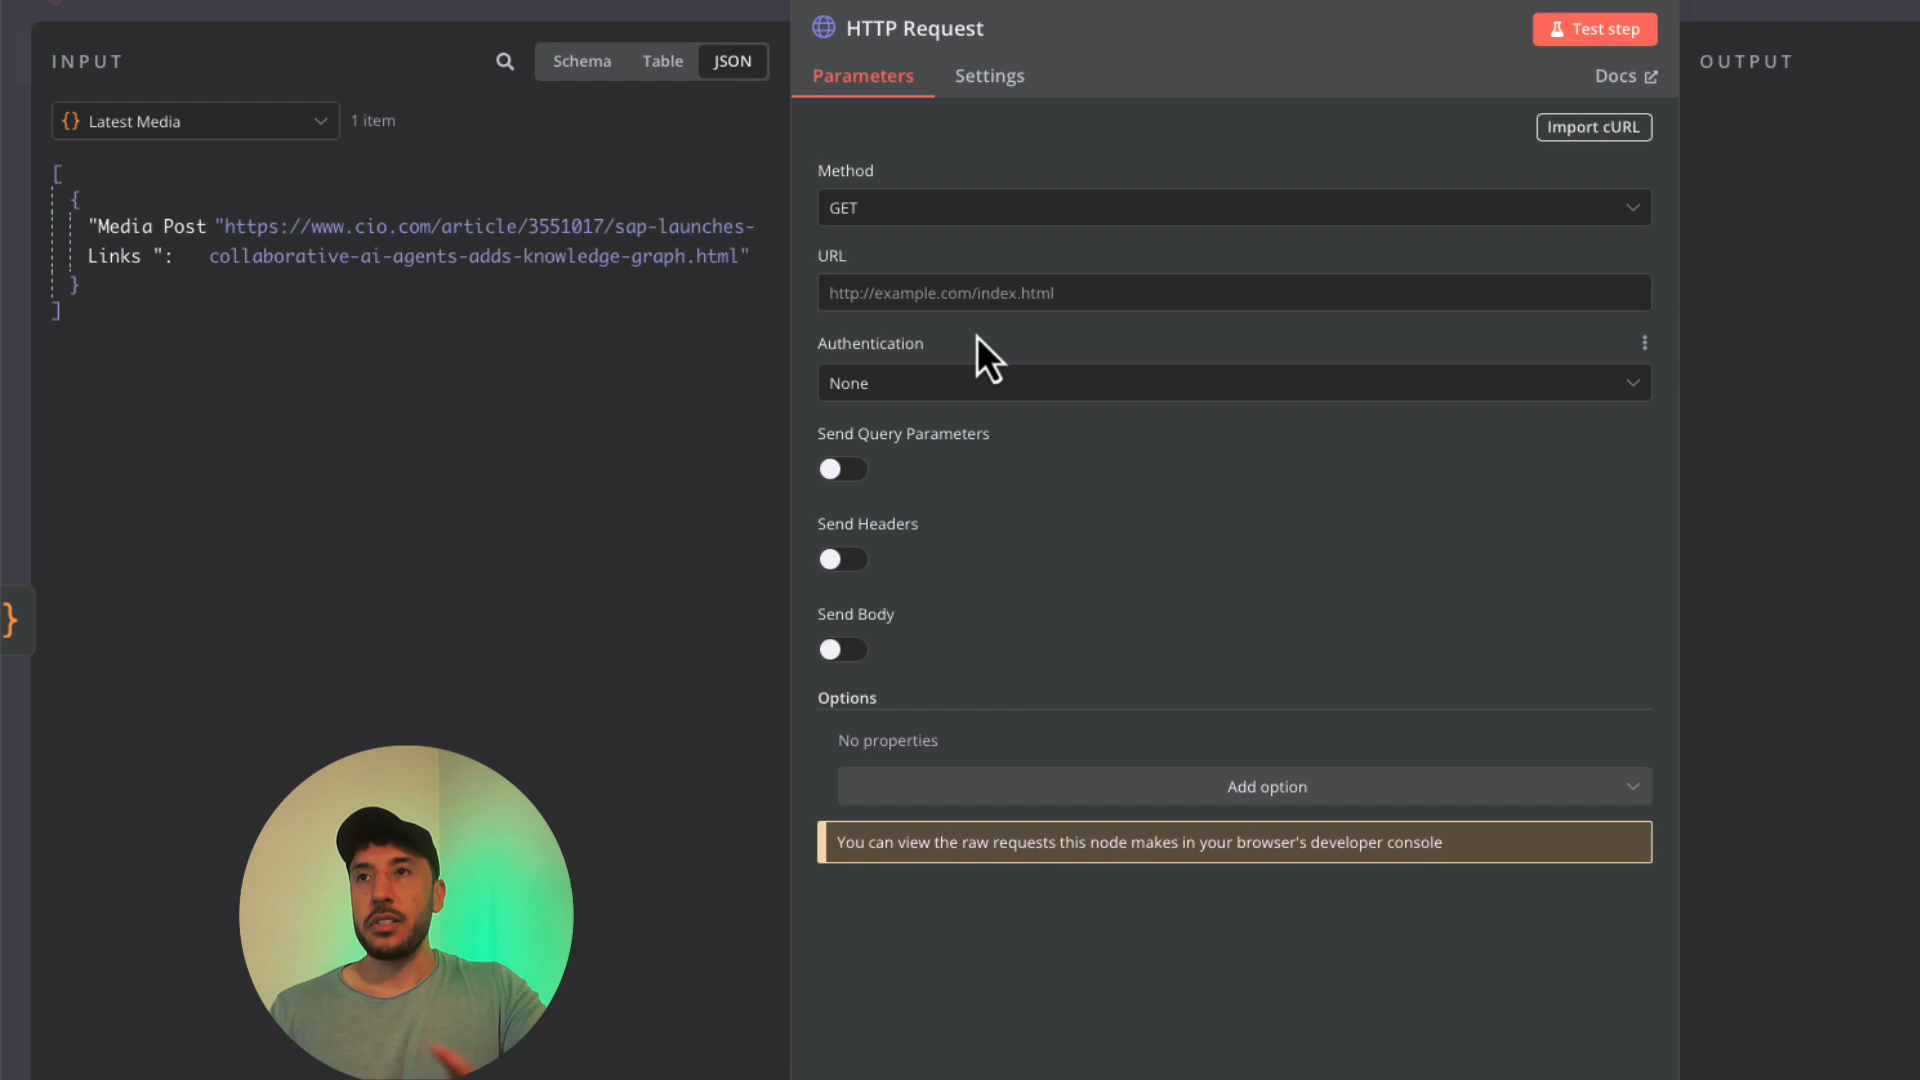 INPUT
Schema
Table
JSON
{} Latest Media
1 item
[
{
"Media Post "https://www.cio.com/article/3551017/sap-launches-
Links ": collaborative-ai-agents-adds-knowledge-graph.html"
}
]
}
HTTP Request
Test step
Parameters
Settings
Docs
Import cURL
Method
GET
URL
http://example.com/index.html
Authentication
None
Send Query Parameters
Send Headers
Send Body
Options
No properties
Add option
You can view the raw requests this node makes in your browser's developer console
OUTPUT